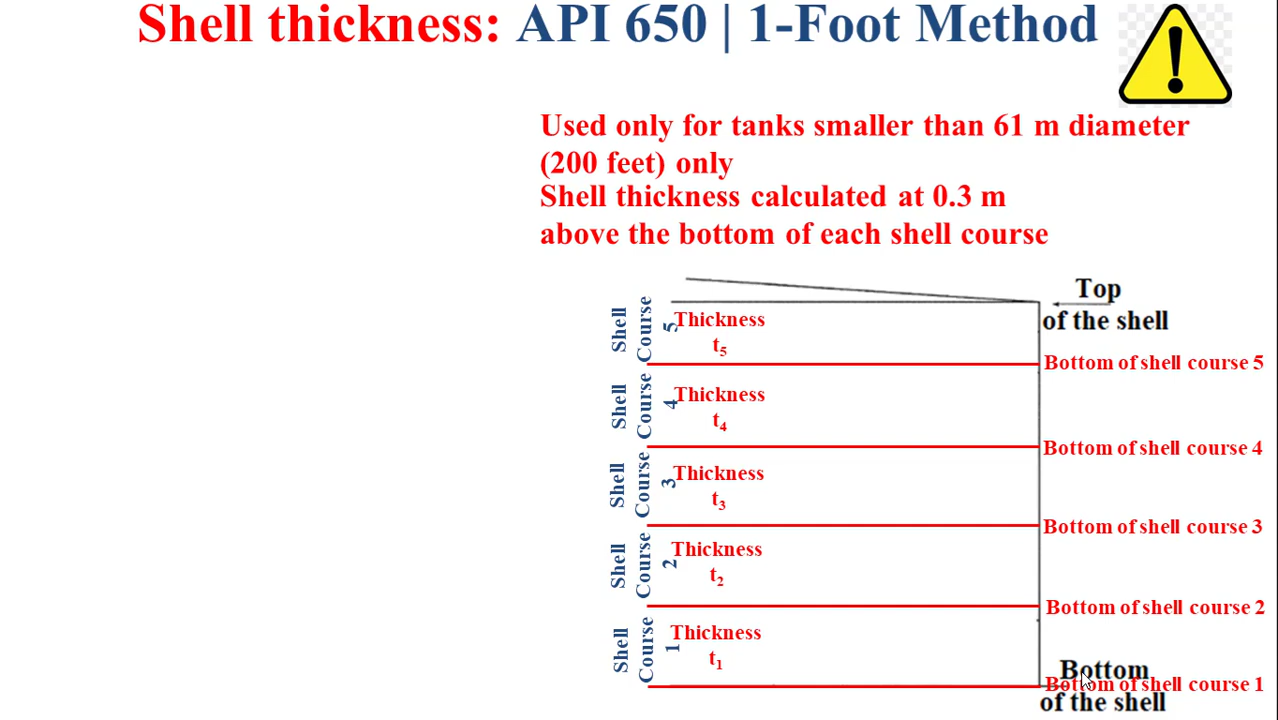 Shell thickness: API 650 | 1-Foot Method
Used only for tanks smaller than 61 m diameter
(200 feet) only
Shell thickness calculated at 0.3 m
above the bottom of each shell course
Top
of the shell
Shell
Course
5
Thickness
t5
Bottom of shell course 5
Shell
Course
4
Thickness
t4
Bottom of shell course 4
Shell
Course
3
Thickness
t3
Bottom of shell course 3
Shell
Course
2
Thickness
t2
Bottom of shell course 2
Shell
Course
1
Thickness
t1
Bottom
Bottom of shell course 1
of the shell